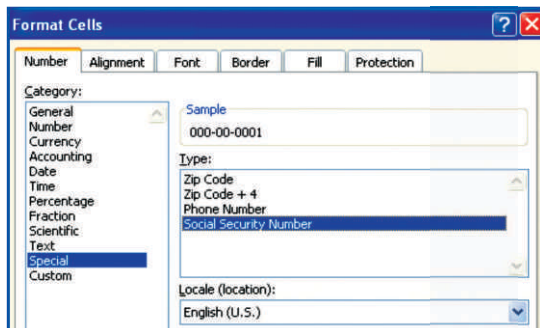 Format Cells
Number Alignment Font Border Fill Protection
Category:
General
Number
Currency
Accounting
Date
Time
Percentage
Fraction
Scientific
Text
Special
Custom
Sample
000-00-0001
Type:
Zip Code
Zip Code + 4
Phone Number
Social Security Number
Locale (location):
English (U.S.)